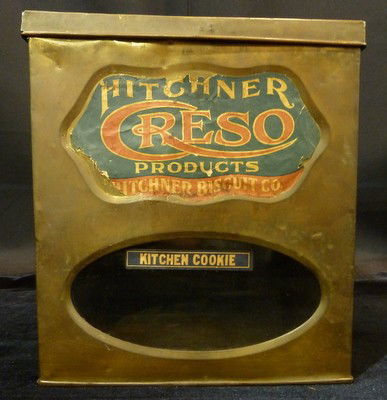 HITCHNER
CRESO
PRODUCTS
HITCHNER BISCUIT CO.
KITCHEN COOKIE